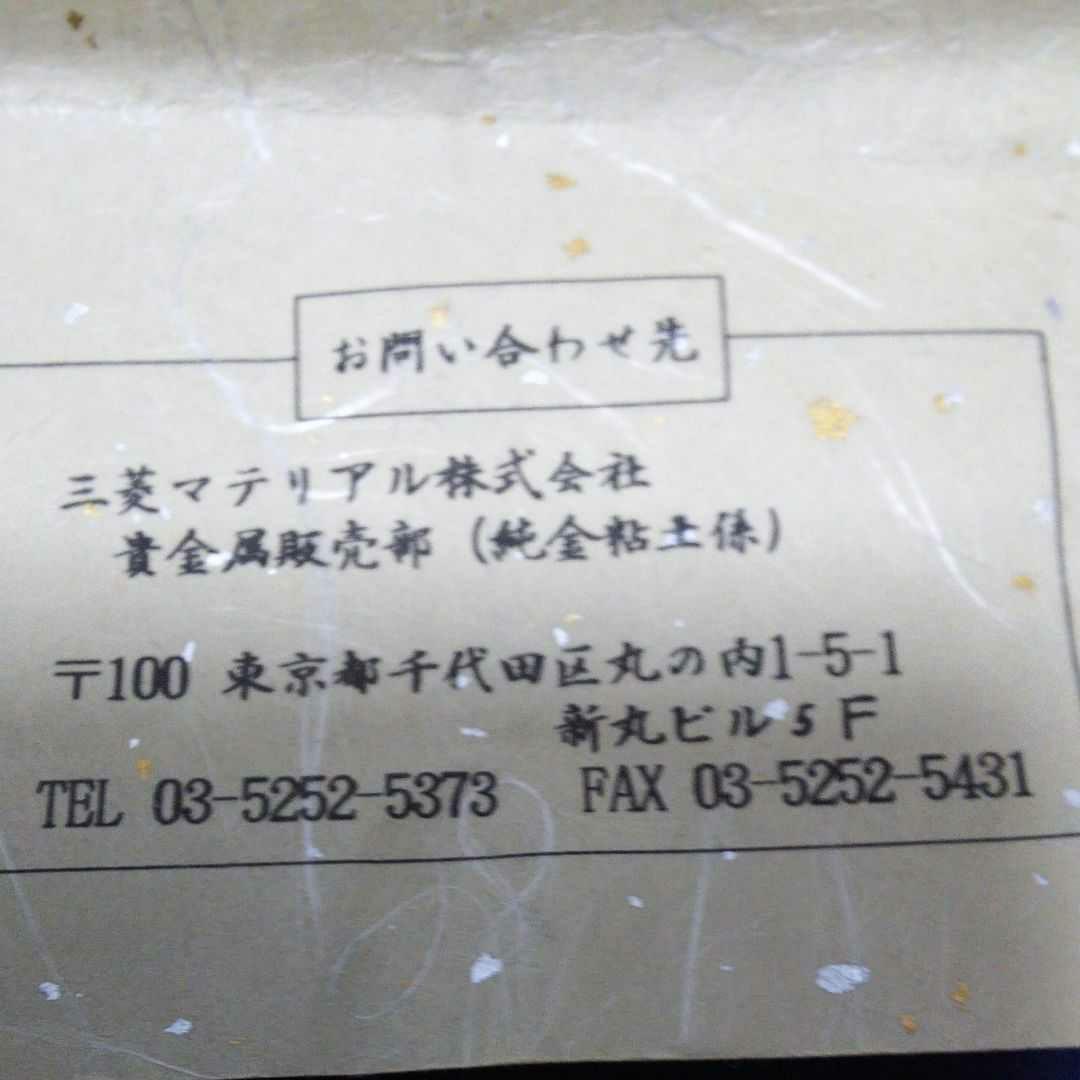 お問い合わせ先
三菱マテリアル株式会社
貴金属販売部 (純金粘土係)
〒100 東京都千代田区丸の内1-5-1
新丸ビル5F
TEL 03-5252-5373 FAX 03-5252-5431